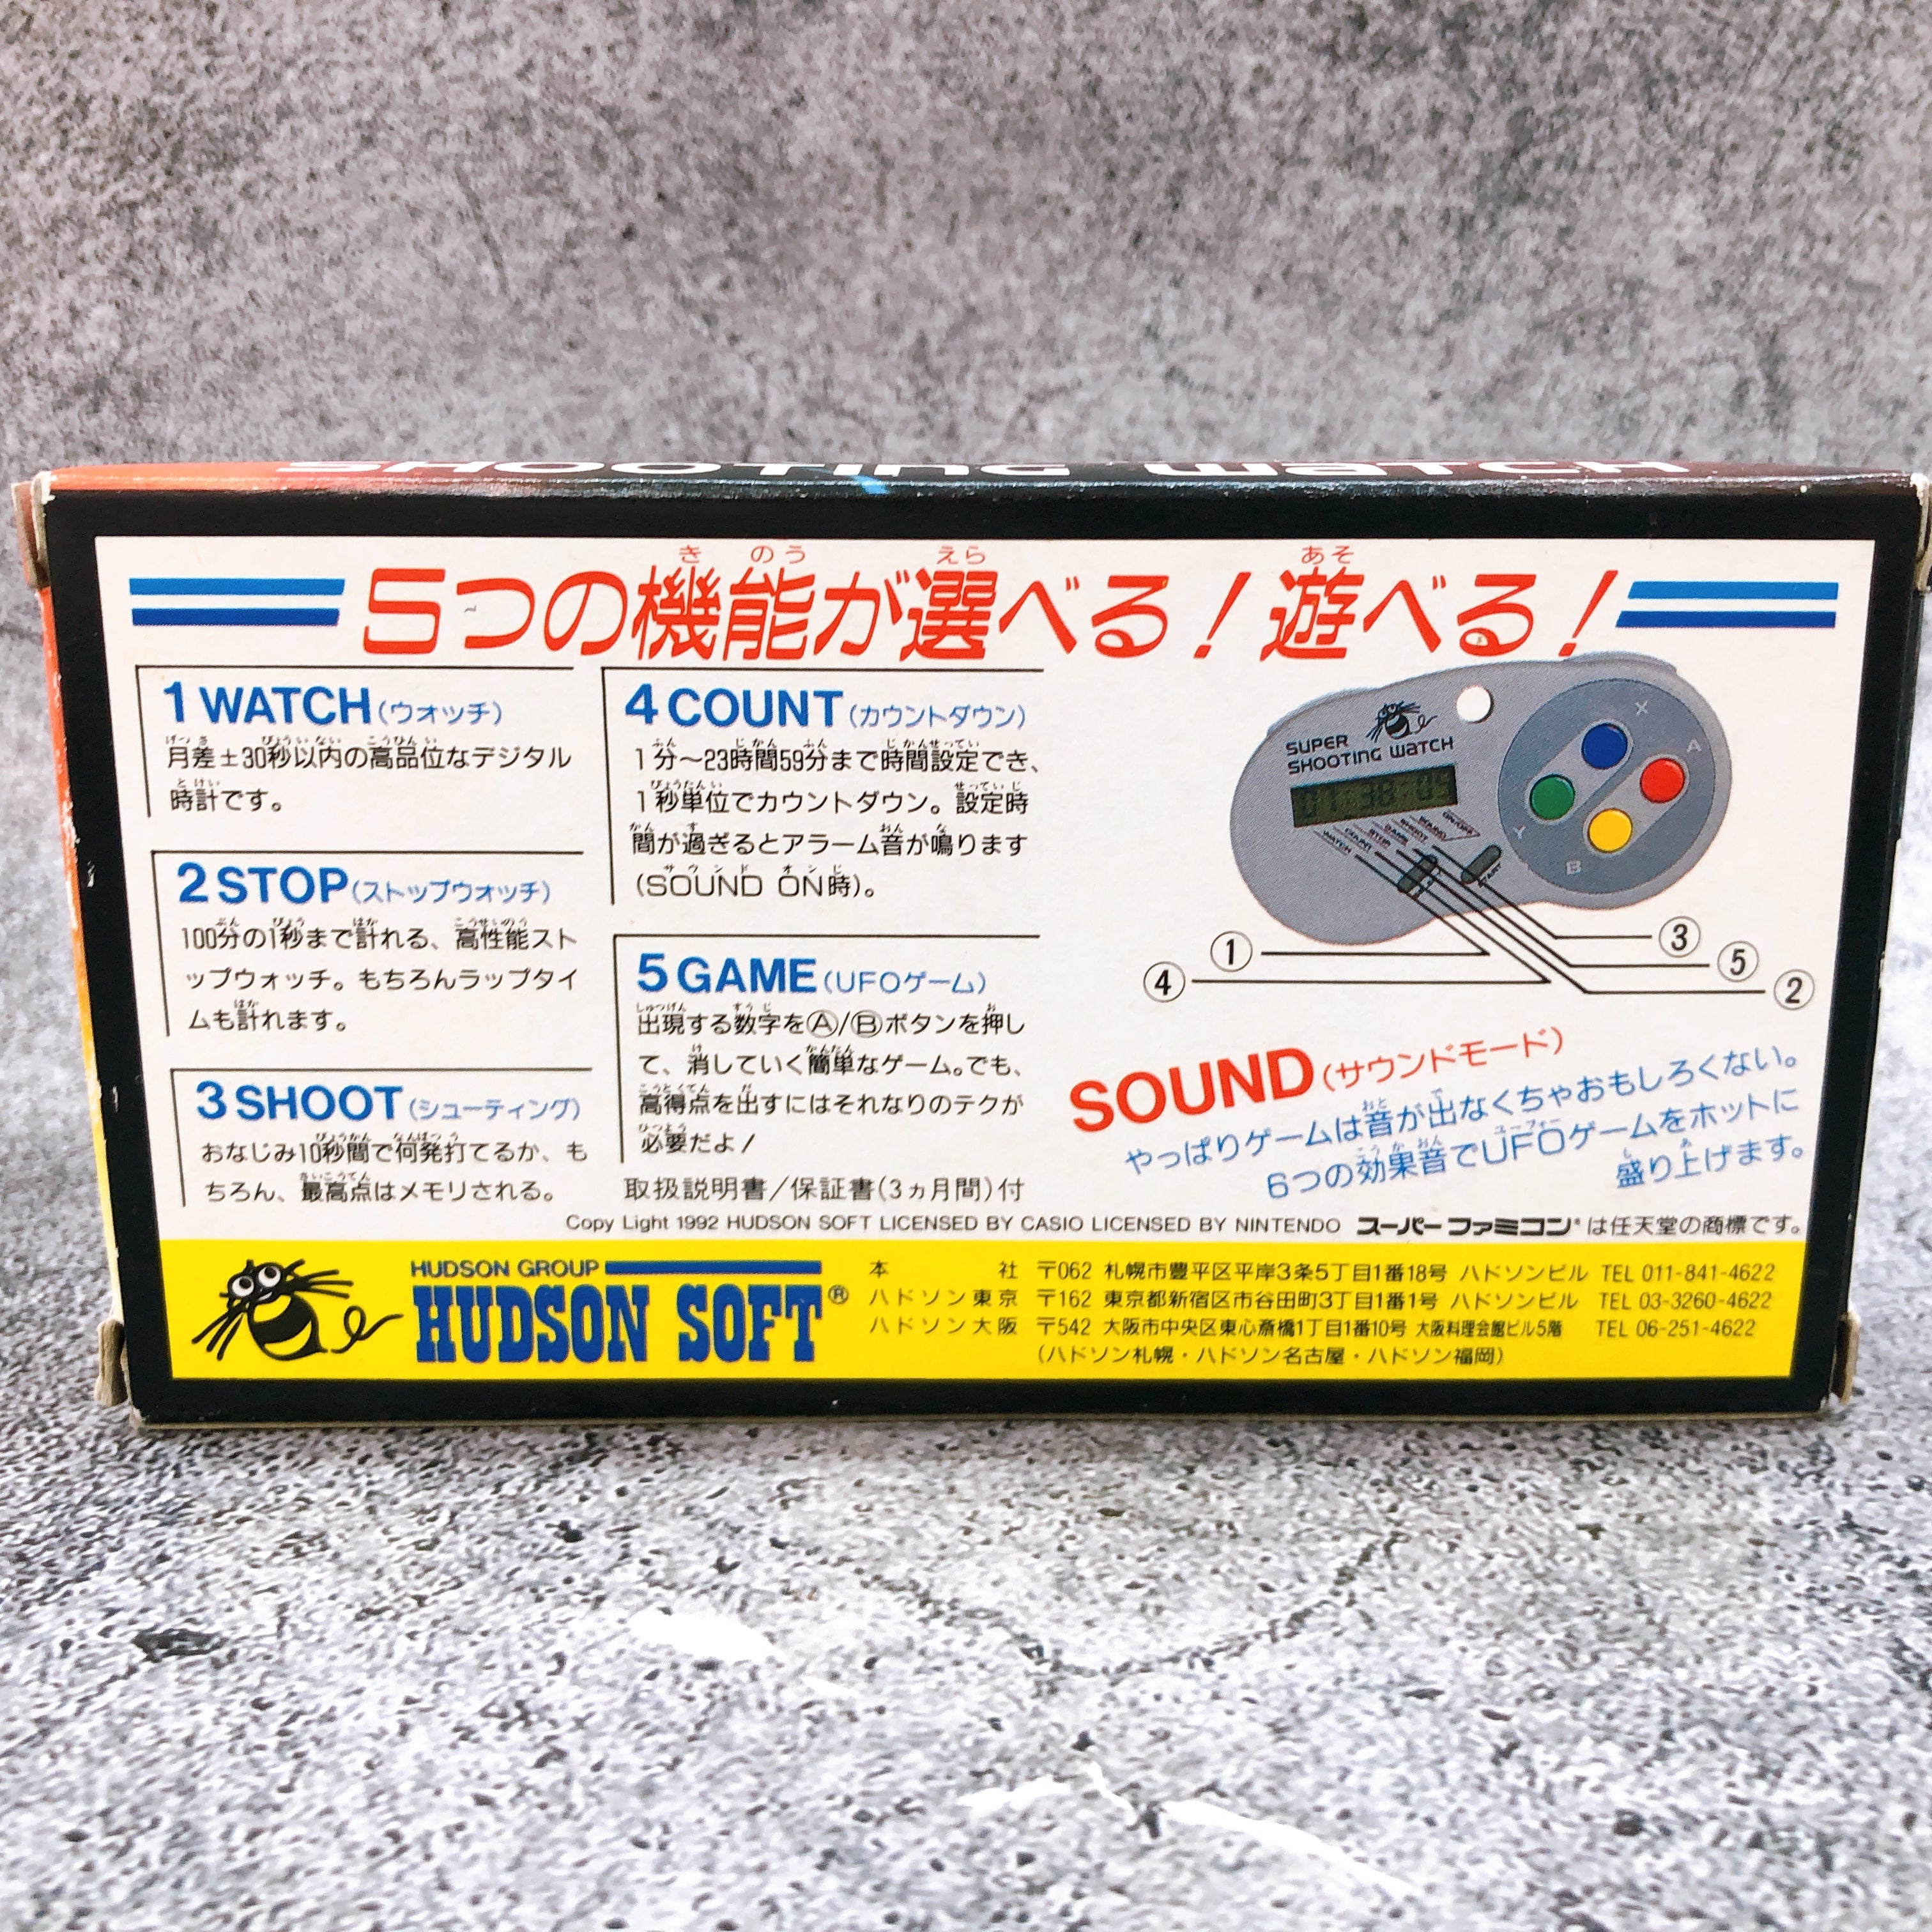 SHOOTING WATCH
5つの機能が選べる！遊べる！
1 WATCH(ウォッチ)
月差±30秒以内の高品位なデジタル
時計です。
2 STOP(ストップウォッチ)
100分の1秒まで計れる、高性能スト
ップウォッチ。もちろんラップタイ
ムも計れます。
3 SHOOT(シューティング)
おなじみ10秒間で何発打てるか、も
ちろん、最高点はメモリされる。
4 COUNT(カウントダウン)
1分～23時間59分まで時間設定でき、
1秒単位でカウントダウン。設定時
間が過ぎるとアラーム音が鳴ります
(SOUND ON時)。
5 GAME(UFOゲーム)
出現する数字をⒶ/Ⓑボタンを押し
て、消していく簡単なゲーム。でも、
高得点を出すにはそれなりのテクが
必要だよ！
取扱説明書/保証書(3ヵ月間)付
SUPER
SHOOTING WATCH
X
A
Y
B
WATCH
COUNT
STOP
GAME
SHOOT
SOUND
ON/OFF
START
①
④
③
⑤
②
SOUND(サウンドモード)
やっぱりゲームは音が出なくちゃおもしろくない。
6つの効果音でUFOゲームをホットに
盛り上げます。
Copy Light 1992 HUDSON SOFT LICENSED BY CASIO LICENSED BY NINTENDO スーパーファミコン®は任天堂の商標です。
HUDSON GROUP
HUDSON SOFT®
本社 〒062 札幌市豊平区平岸3条5丁目1番18号 ハドソンビル TEL 011-841-4622
ハドソン東京 〒162 東京都新宿区市谷田町3丁目1番1号 ハドソンビル TEL 03-3260-4622
ハドソン大阪 〒542 大阪市中央区東心斎橋1丁目1番10号 大阪料理会館ビル5階 TEL 06-251-4622
(ハドソン札幌・ハドソン名古屋・ハドソン福岡)